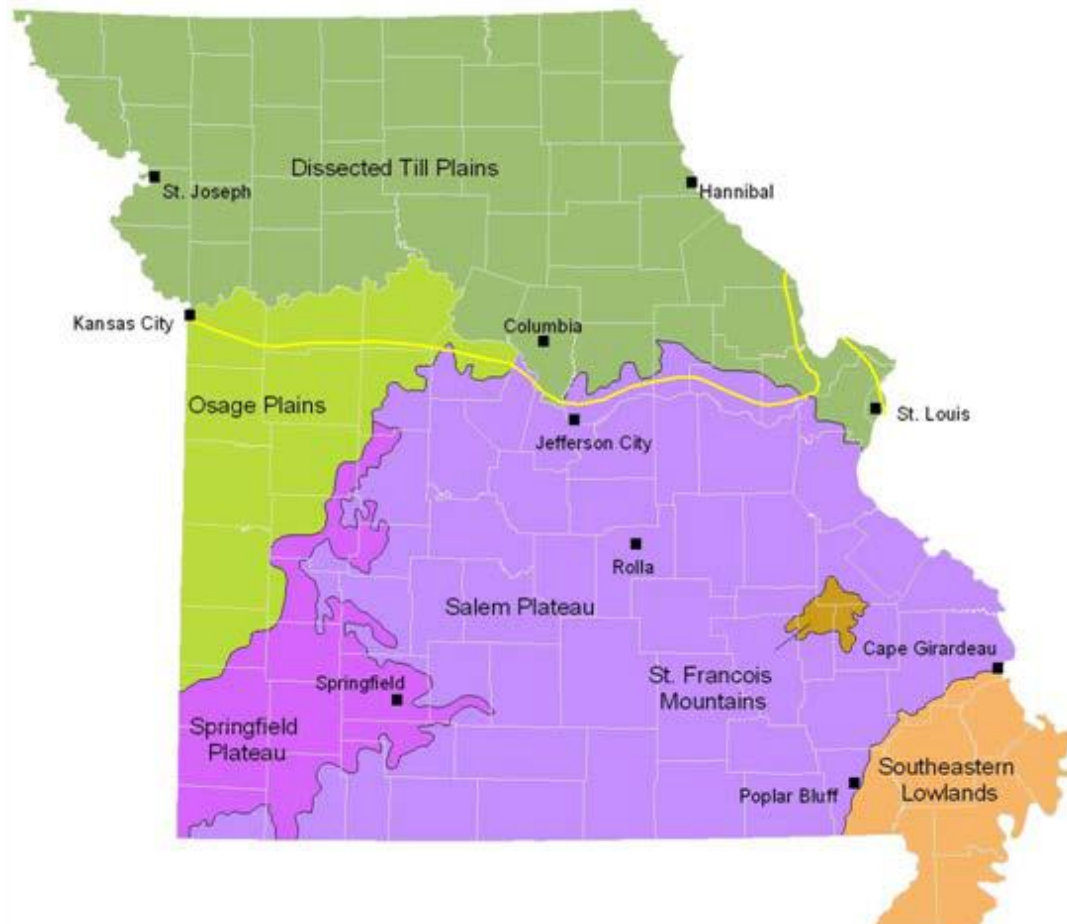 Dissected Till Plains
St. Joseph
Hannibal
Kansas City
Columbia
Osage Plains
St. Louis
Jefferson City
Rolla
Salem Plateau
Cape Girardeau
St. Francois
Mountains
Springfield
Springfield
Plateau
Southeastern
Lowlands
Poplar Bluff